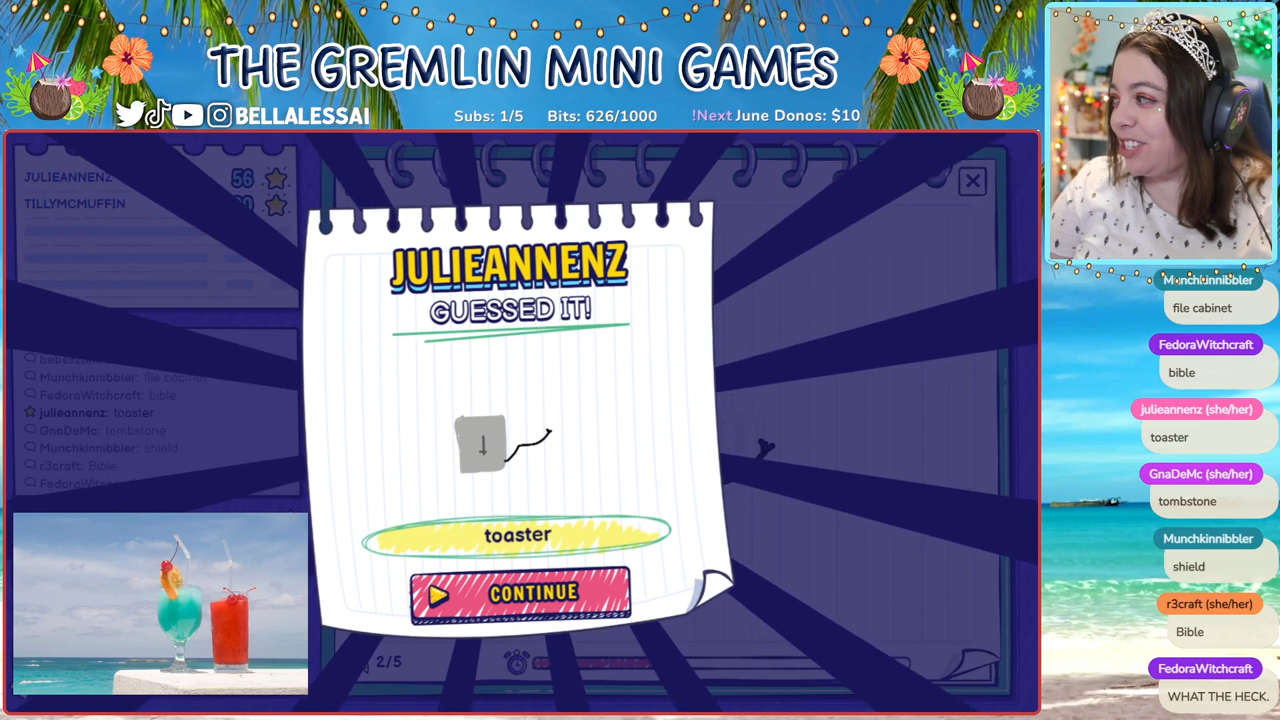 THE GREMLIN MINI GAMES
BELLALESSAI
Subs: 1/5 Bits: 626/1000 !Next June Donos: $10
JULIEANNENZ 56
TILLYMCMUFFIN
JULIEANNENZ
GUESSED IT!
toaster
CONTINUE
2/5
Munchkinnibbler: file cabinet
FedoraWitchcraft: bible
julieannenz: toaster
GnaDeMc: tombstone
Munchkinnibbler: shield
r3craft: Bible
FedoraWitc
Munchkinnibbler
file cabinet
FedoraWitchcraft
bible
julieannenz (she/her)
toaster
GnaDeMc (she/her)
tombstone
Munchkinnibbler
shield
r3craft (she/her)
Bible
FedoraWitchcraft
WHAT THE HECK.